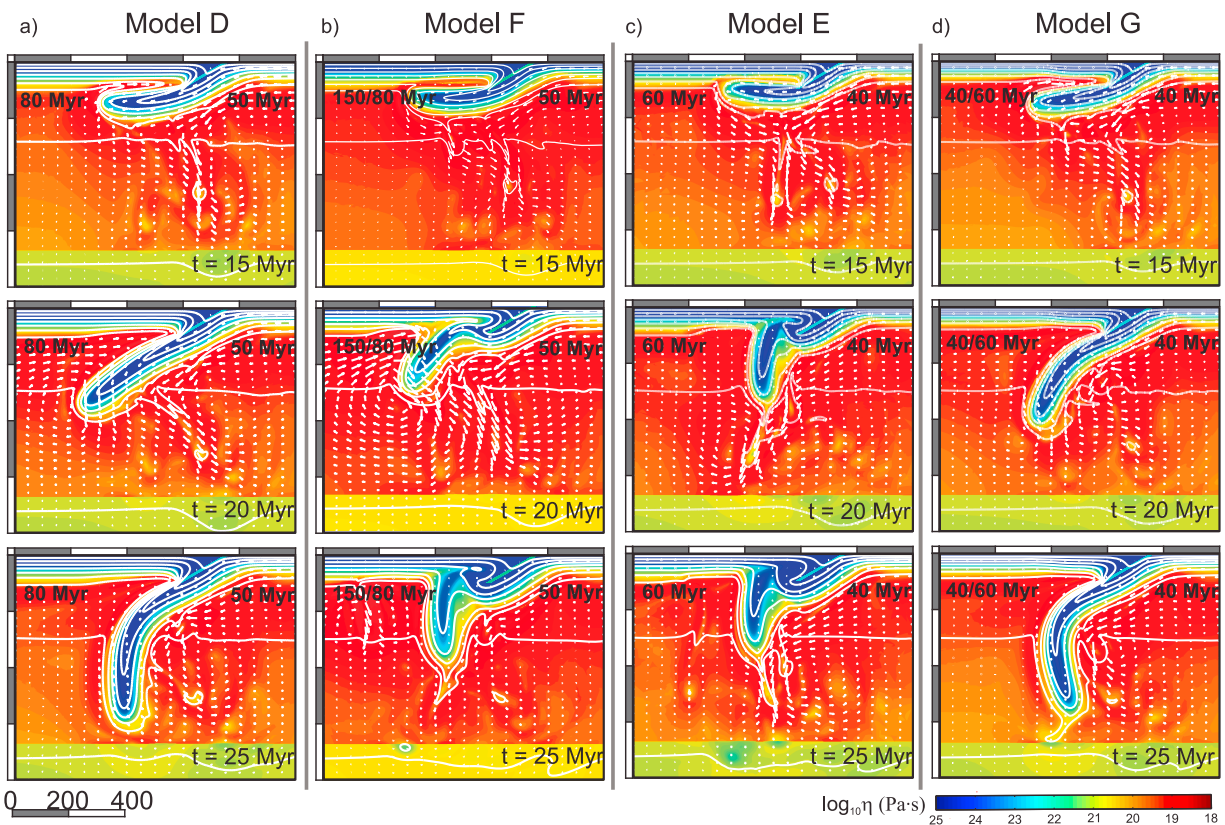 a) Model D b) Model F c) Model E d) Model G
80 Myr 50 Myr 150/80 Myr 50 Myr 60 Myr 40 Myr 40/60 Myr 40 Myr
t = 15 Myr t = 15 Myr t = 15 Myr t = 15 Myr
80 Myr 50 Myr 150/80 Myr 50 Myr 60 Myr 40 Myr 40/60 Myr 40 Myr
t = 20 Myr t = 20 Myr t = 20 Myr t = 20 Myr
80 Myr 50 Myr 150/80 Myr 50 Myr 60 Myr 40 Myr 40/60 Myr 40 Myr
t = 25 Myr t = 25 Myr t = 25 Myr t = 25 Myr
0 200 400 log₁₀η (Pa·s)
25 24 23 22 21 20 19 18